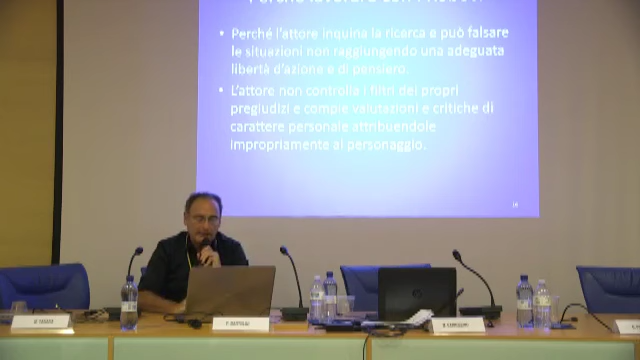 • Perché l'attore inquina la ricerca e può falsare
le situazioni non raggiungendo una adeguata
libertà d'azione e di pensiero.
• L'attore non controlla i filtri dei propri
pregiudizi e compie valutazioni e critiche di
carattere personale attribuendole
impropriamente al personaggio.
hp